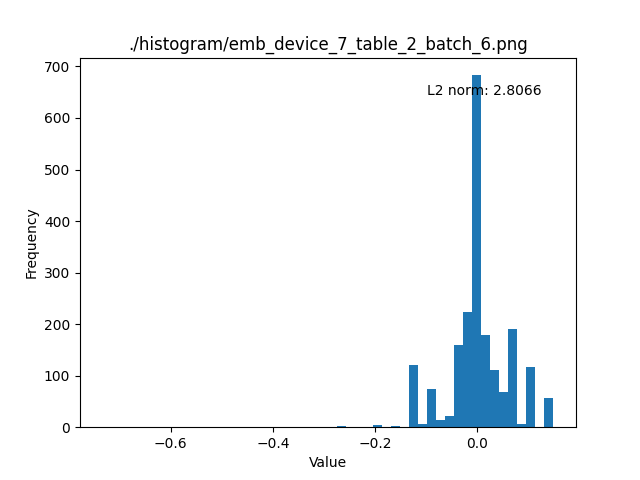 ./histogram/emb_device_7_table_2_batch_6.png
L2 norm: 2.8066
700
600
500
400
300
200
100
0
Frequency
−0.6 −0.4 −0.2 0.0
Value